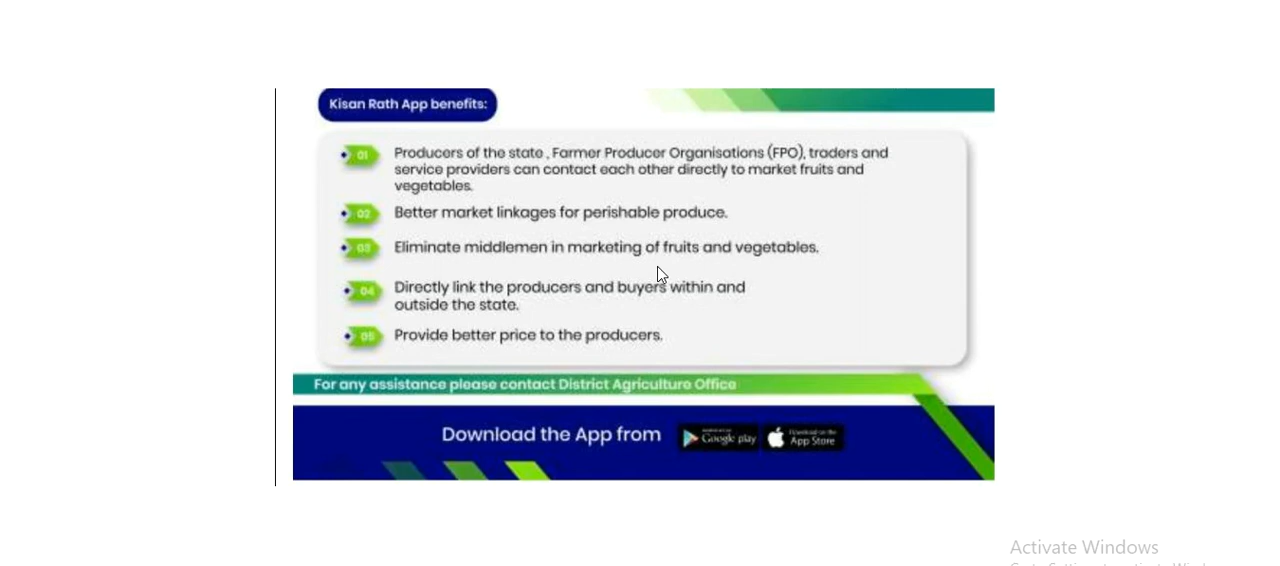 Kisan Rath App benefits:
01 Producers of the state , Farmer Producer Organisations (FPO), traders and
service providers can contact each other directly to market fruits and
vegetables.
02 Better market linkages for perishable produce.
03 Eliminate middlemen in marketing of fruits and vegetables.
04 Directly link the producers and buyers within and
outside the state.
05 Provide better price to the producers.
For any assistance please contact District Agriculture Office
Download the App from
Google play
Download on the
App Store
Activate Windows